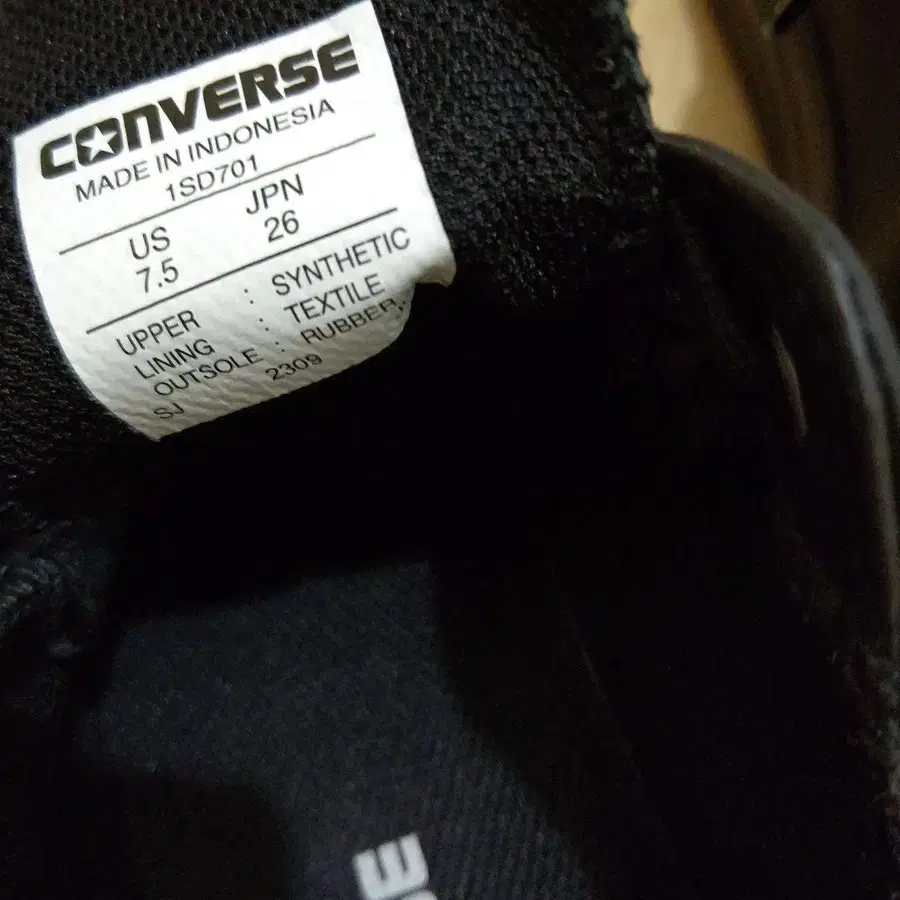 CONVERSE
MADE IN INDONESIA
1SD701
US JPN
7.5 26
UPPER : SYNTHETIC
LINING : TEXTILE
OUTSOLE : RUBBER,
SJ 2309
E